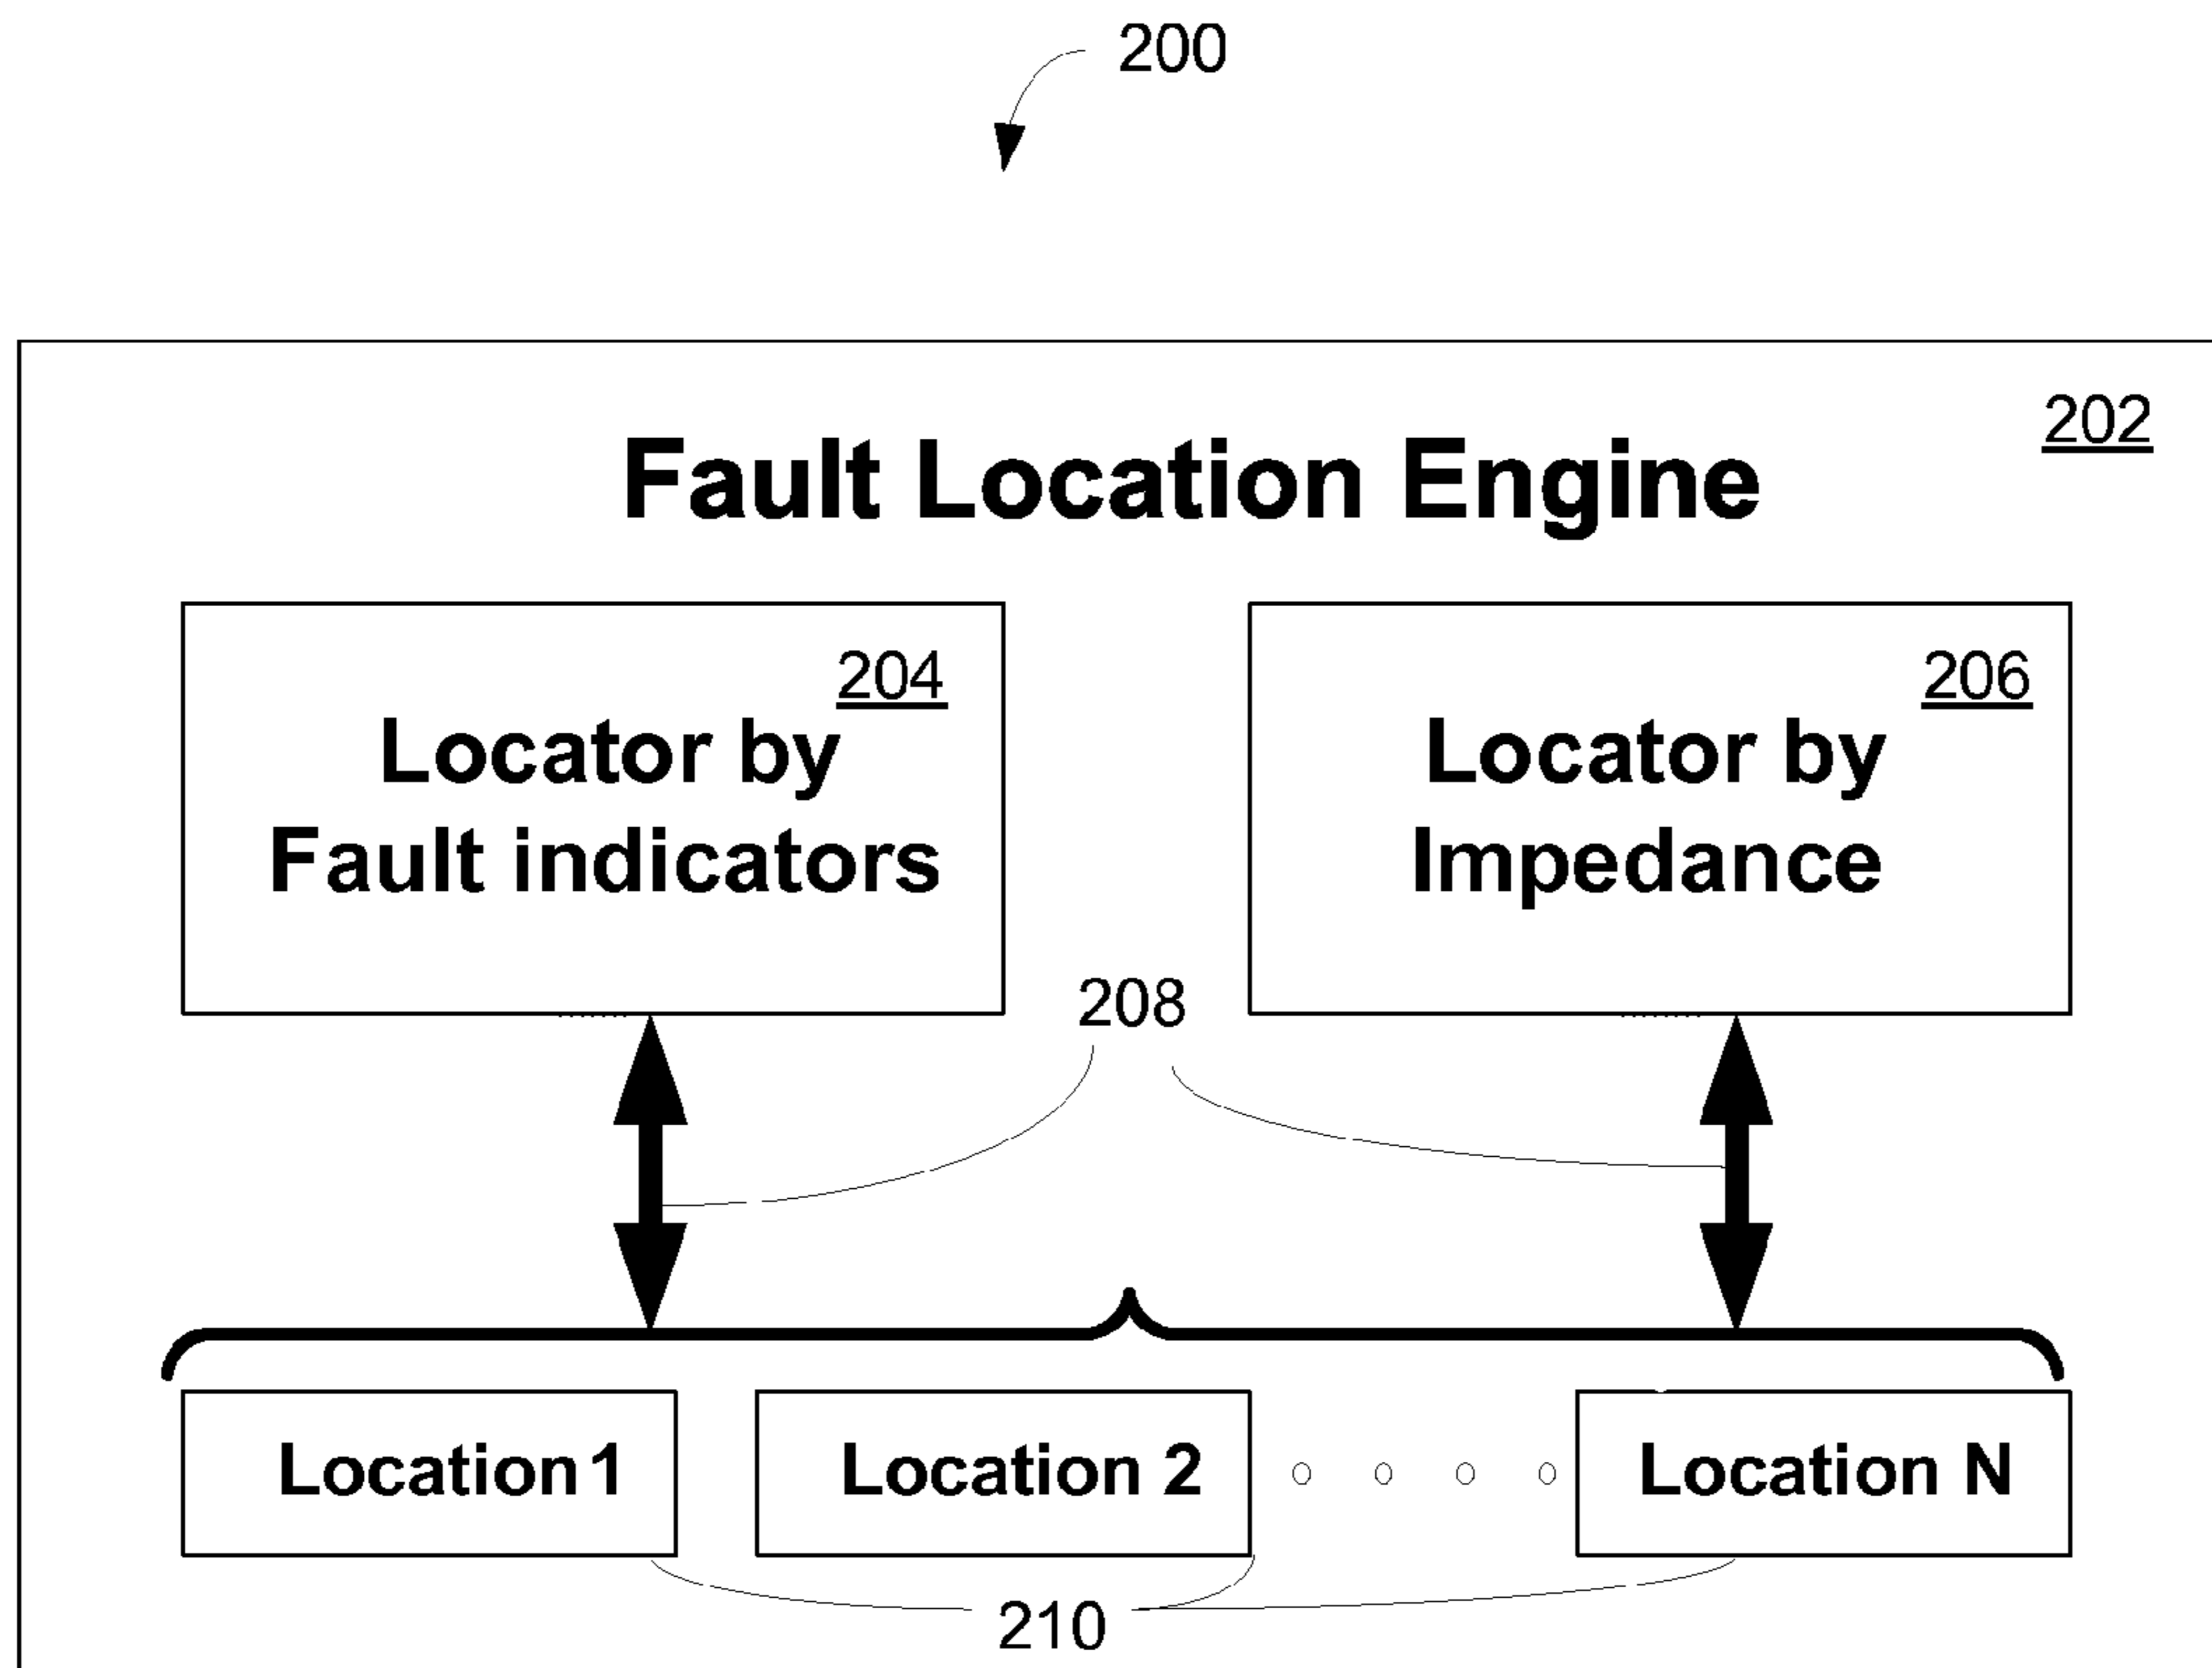 200
202
Fault Location Engine
204
Locator by
Fault indicators
206
Locator by
Impedance
208
Location 1
Location 2
Location N
210